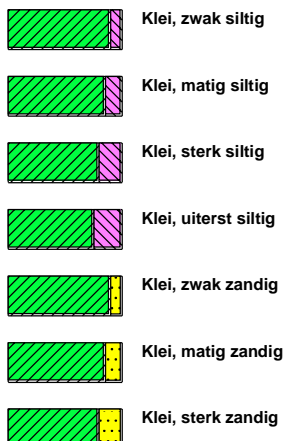 Klei, zwak siltig
Klei, matig siltig
Klei, sterk siltig
Klei, uiterst siltig
Klei, zwak zandig
Klei, matig zandig
Klei, sterk zandig